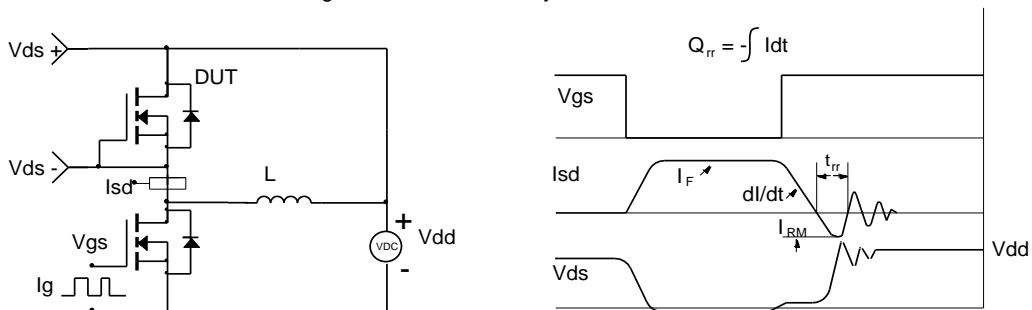 Vds +
DUT
Vds -
Isd
L
Vgs
Ig
VDC
+
-
Vdd
Qrr = -∫ Idt
Vgs
Isd
IF
dI/dt
trr
IRM
Vdd
Vds